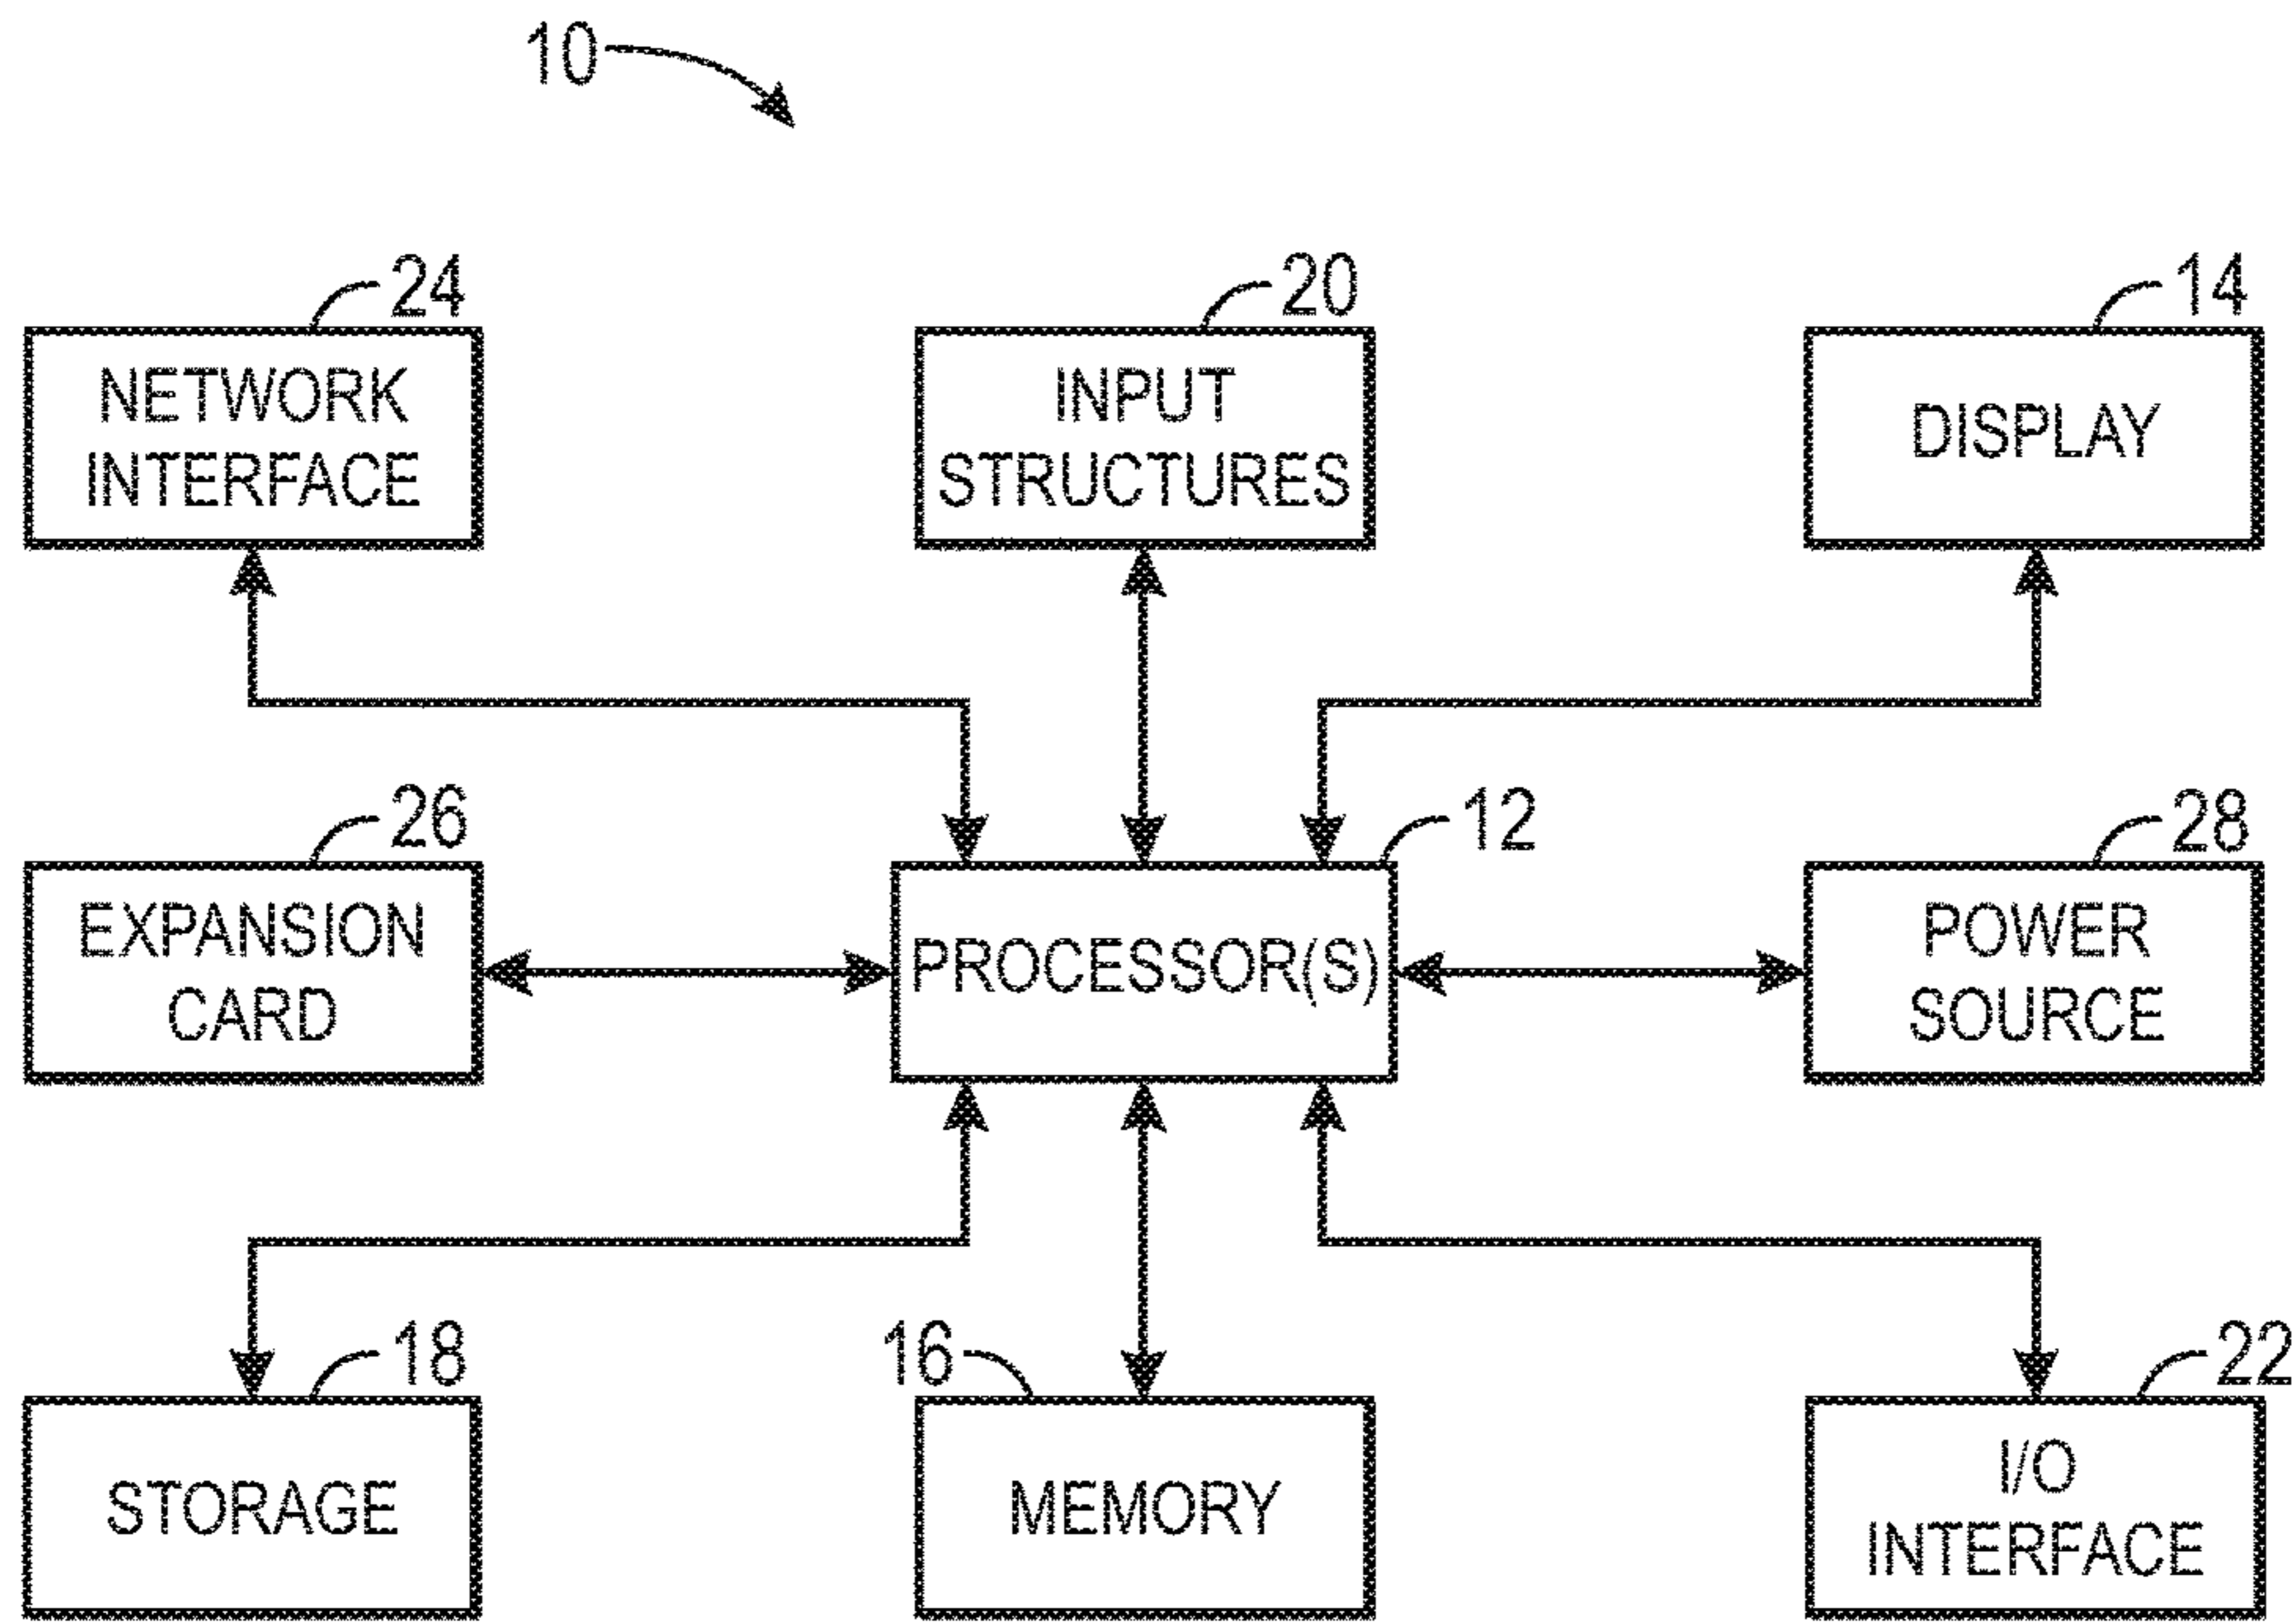 10
24
20
14
NETWORK
INTERFACE
INPUT
STRUCTURES
DISPLAY
26
12
28
EXPANSION
CARD
PROCESSOR(S)
POWER
SOURCE
18
16
22
STORAGE
MEMORY
I/O
INTERFACE